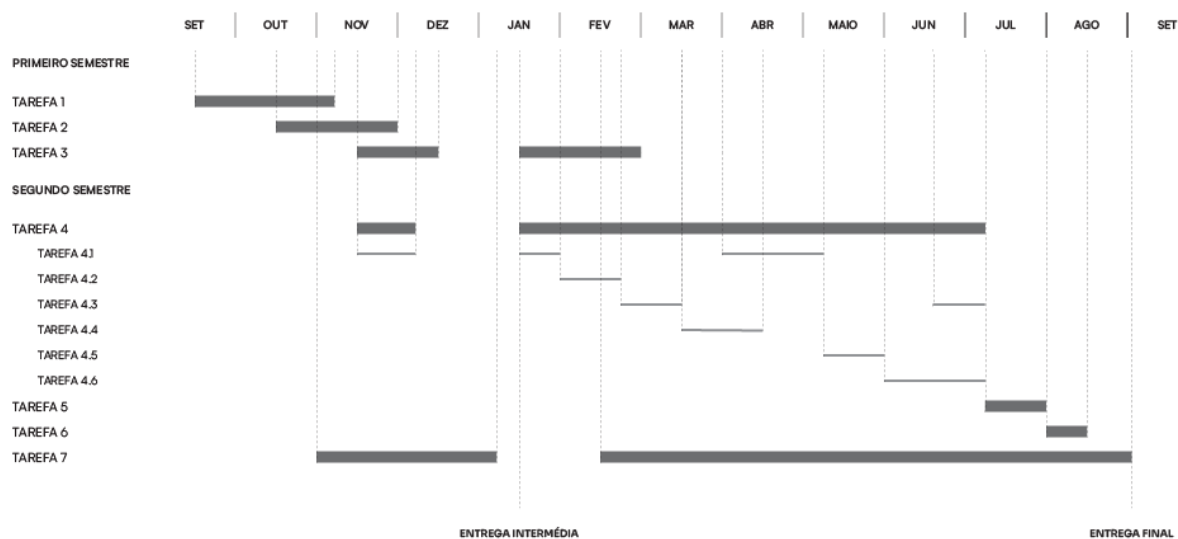 SET OUT NOV DEZ JAN FEV MAR ABR MAIO JUN JUL AGO SET
PRIMEIRO SEMESTRE
TAREFA 1
TAREFA 2
TAREFA 3
SEGUNDO SEMESTRE
TAREFA 4
TAREFA 4.1
TAREFA 4.2
TAREFA 4.3
TAREFA 4.4
TAREFA 4.5
TAREFA 4.6
TAREFA 5
TAREFA 6
TAREFA 7
ENTREGA INTERMÉDIA ENTREGA FINAL